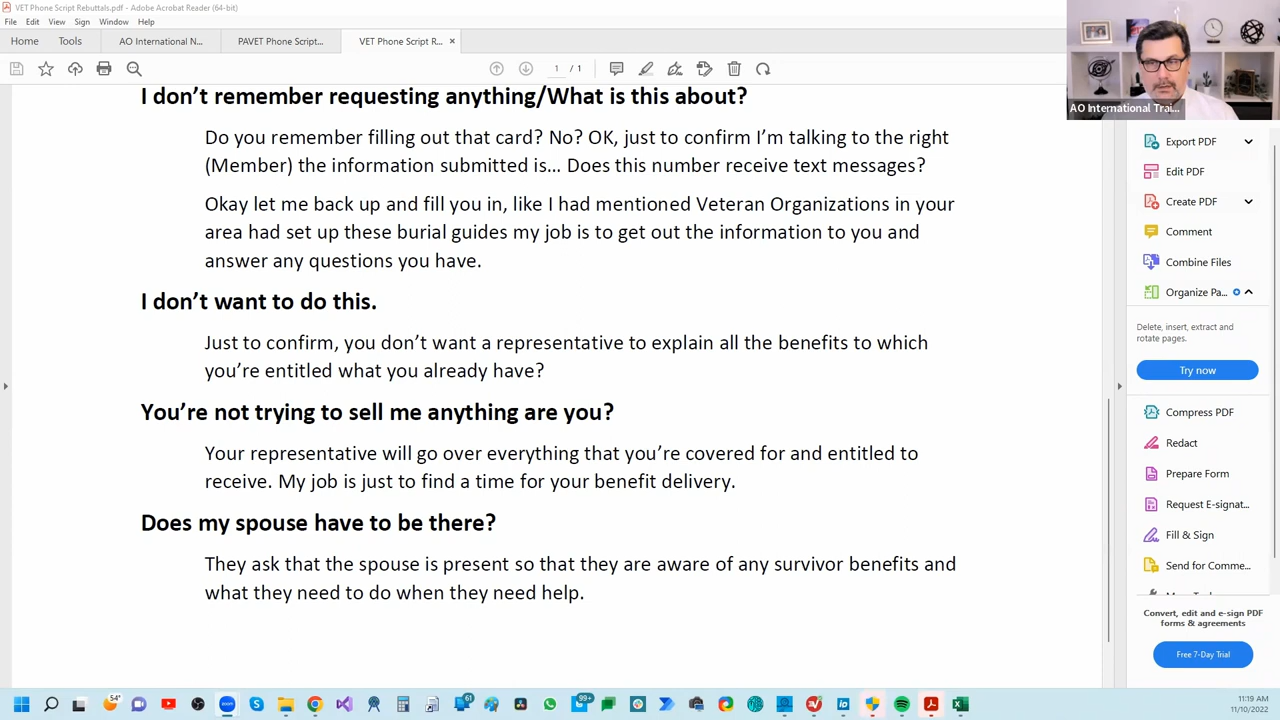 VET Phone Script Rebuttals.pdf - Adobe Acrobat Reader (64-bit)
File Edit View Sign Window Help
Home Tools AO International N... PAVET Phone Script... VET Phone Script R... ×
1 / 1
AO International Trai...
I don’t remember requesting anything/What is this about?
Do you remember filling out that card? No? OK, just to confirm I’m talking to the right
(Member) the information submitted is... Does this number receive text messages?
Okay let me back up and fill you in, like I had mentioned Veteran Organizations in your
area had set up these burial guides my job is to get out the information to you and
answer any questions you have.
I don’t want to do this.
Just to confirm, you don’t want a representative to explain all the benefits to which
you’re entitled what you already have?
You’re not trying to sell me anything are you?
Your representative will go over everything that you’re covered for and entitled to
receive. My job is just to find a time for your benefit delivery.
Does my spouse have to be there?
They ask that the spouse is present so that they are aware of any survivor benefits and
what they need to do when they need help.
Export PDF
Edit PDF
Create PDF
Comment
Combine Files
Organize Pa...
Delete, insert, extract and
rotate pages.
Try now
Compress PDF
Redact
Prepare Form
Request E-signat...
Fill & Sign
Send for Comme...
Convert, edit and e-sign PDF
forms & agreements
Free 7-Day Trial
54°
61
99+
11:19 AM
11/10/2022